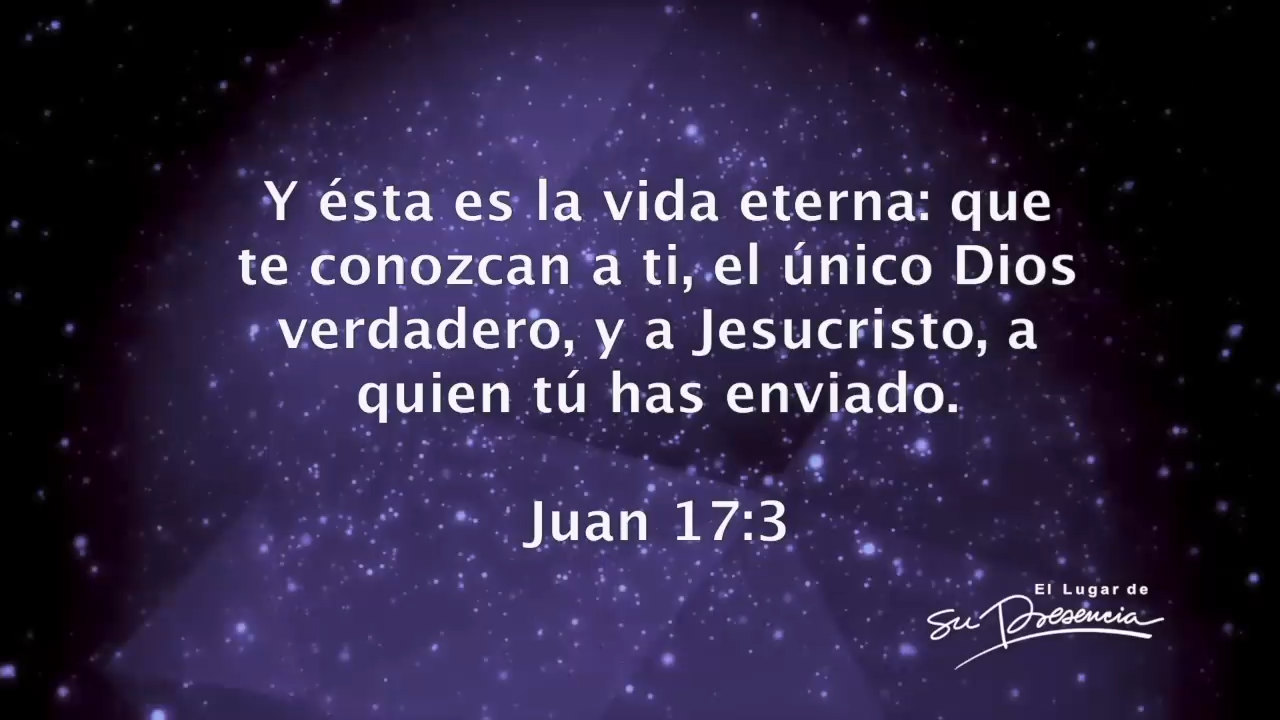 Y ésta es la vida eterna: que
te conozcan a ti, el único Dios
verdadero, y a Jesucristo, a
quien tú has enviado.
Juan 17:3
El Lugar de
Su Presencia